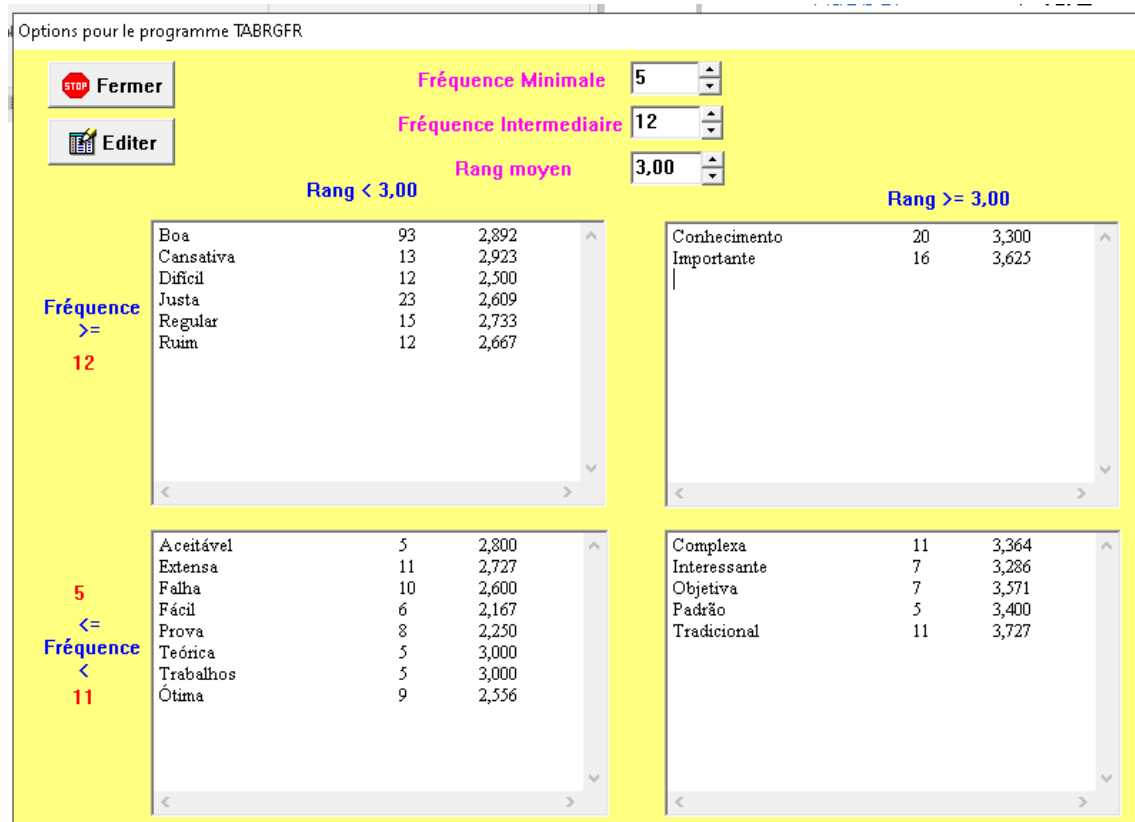 Options pour le programme TABRGFR
STOP Fermer
Fréquence Minimale 5
Editer
Fréquence Intermediaire 12
Rang moyen 3,00
Rang < 3,00
Rang >= 3,00
Fréquence
>=
12
Boa 93 2,892
Cansativa 13 2,923
Difícil 12 2,500
Justa 23 2,609
Regular 15 2,733
Ruim 12 2,667
Conhecimento 20 3,300
Importante 16 3,625
5
<=
Fréquence
<
11
Aceitável 5 2,800
Extensa 11 2,727
Falha 10 2,600
Fácil 6 2,167
Prova 8 2,250
Teórica 5 3,000
Trabalhos 5 3,000
Ótima 9 2,556
Complexa 11 3,364
Interessante 7 3,286
Objetiva 7 3,571
Padrão 5 3,400
Tradicional 11 3,727